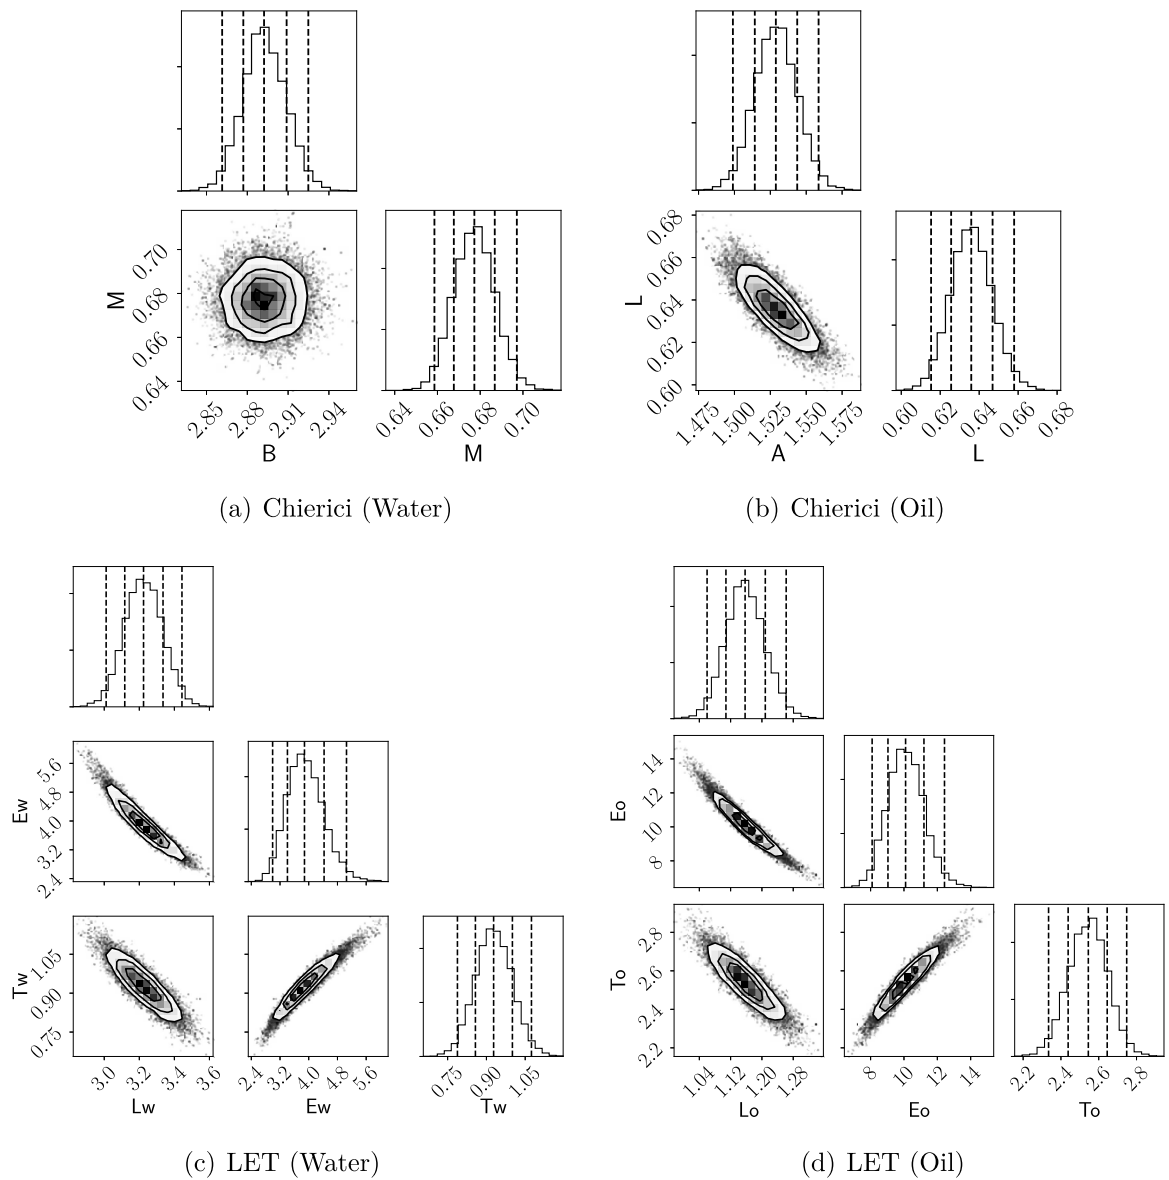 M
0.70
0.68
0.66
0.64
2.85 2.88 2.91 2.94
B
0.64 0.66 0.68 0.70
M
L
0.68
0.66
0.64
0.62
0.60
1.475 1.500 1.525 1.550 1.575
A
0.60 0.62 0.64 0.66 0.68
L
(a) Chierici (Water)
(b) Chierici (Oil)
Ew
5.6
4.8
4.0
3.2
2.4
Tw
1.05
0.90
0.75
3.0 3.2 3.4 3.6
Lw
2.4 3.2 4.0 4.8 5.6
Ew
0.75 0.90 1.05
Tw
Eo
14
12
10
8
To
2.8
2.6
2.4
2.2
1.04 1.12 1.20 1.28
Lo
8 10 12 14
Eo
2.2 2.4 2.6 2.8
To
(c) LET (Water)
(d) LET (Oil)